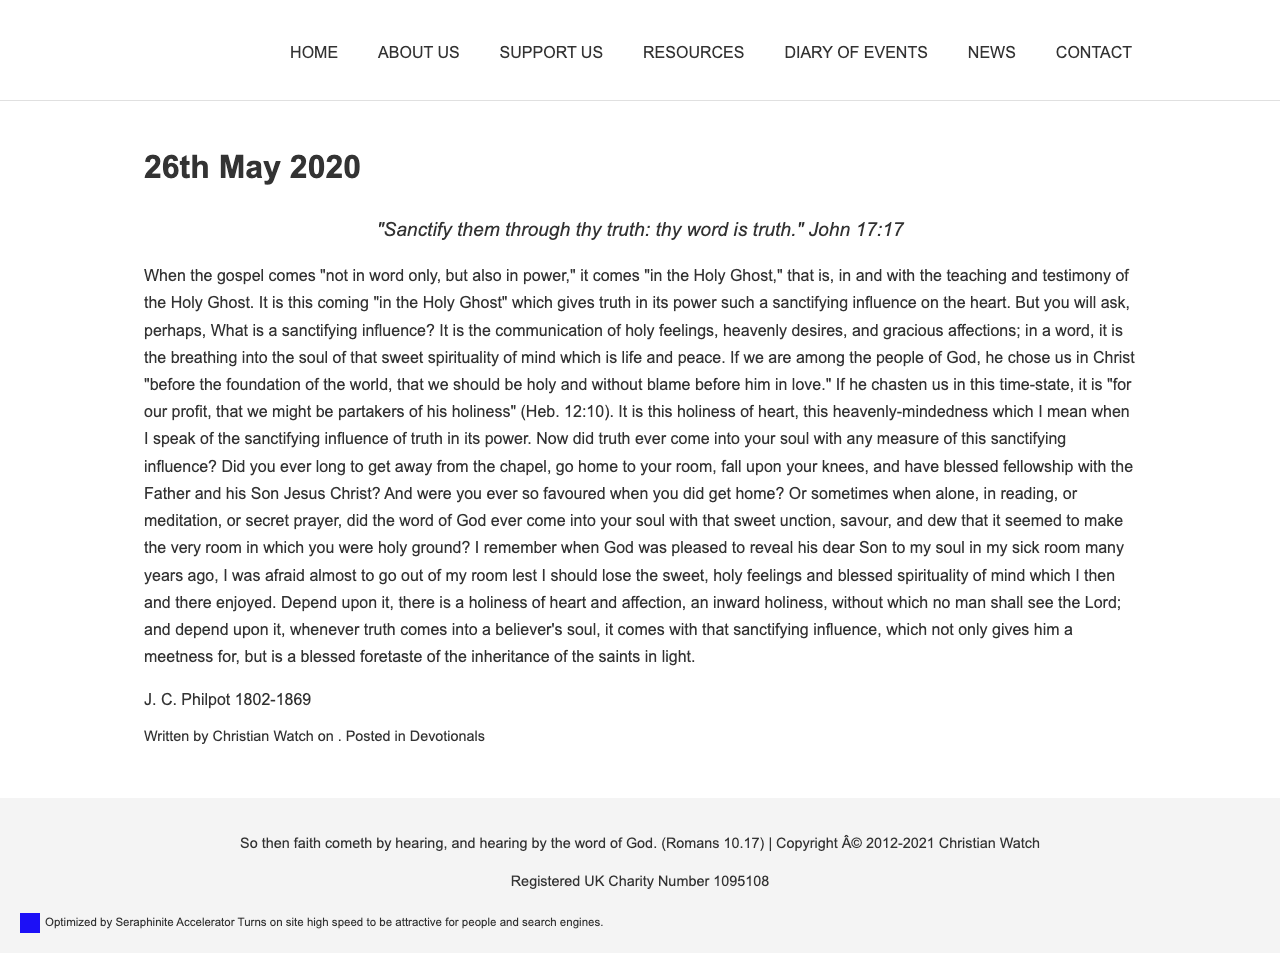 HOME ABOUT US SUPPORT US RESOURCES DIARY OF EVENTS NEWS CONTACT
26th May 2020
"Sanctify them through thy truth: thy word is truth." John 17:17
When the gospel comes "not in word only, but also in power," it comes "in the Holy Ghost," that is, in and with the teaching and testimony of
the Holy Ghost. It is this coming "in the Holy Ghost" which gives truth in its power such a sanctifying influence on the heart. But you will ask,
perhaps, What is a sanctifying influence? It is the communication of holy feelings, heavenly desires, and gracious affections; in a word, it is
the breathing into the soul of that sweet spirituality of mind which is life and peace. If we are among the people of God, he chose us in Christ
"before the foundation of the world, that we should be holy and without blame before him in love." If he chasten us in this time-state, it is "for
our profit, that we might be partakers of his holiness" (Heb. 12:10). It is this holiness of heart, this heavenly-mindedness which I mean when
I speak of the sanctifying influence of truth in its power. Now did truth ever come into your soul with any measure of this sanctifying
influence? Did you ever long to get away from the chapel, go home to your room, fall upon your knees, and have blessed fellowship with the
Father and his Son Jesus Christ? And were you ever so favoured when you did get home? Or sometimes when alone, in reading, or
meditation, or secret prayer, did the word of God ever come into your soul with that sweet unction, savour, and dew that it seemed to make
the very room in which you were holy ground? I remember when God was pleased to reveal his dear Son to my soul in my sick room many
years ago, I was afraid almost to go out of my room lest I should lose the sweet, holy feelings and blessed spirituality of mind which I then
and there enjoyed. Depend upon it, there is a holiness of heart and affection, an inward holiness, without which no man shall see the Lord;
and depend upon it, whenever truth comes into a believer's soul, it comes with that sanctifying influence, which not only gives him a
meetness for, but is a blessed foretaste of the inheritance of the saints in light.
J. C. Philpot 1802-1869
Written by Christian Watch on . Posted in Devotionals
So then faith cometh by hearing, and hearing by the word of God. (Romans 10.17) | Copyright Â© 2012-2021 Christian Watch
Registered UK Charity Number 1095108
Optimized by Seraphinite Accelerator Turns on site high speed to be attractive for people and search engines.